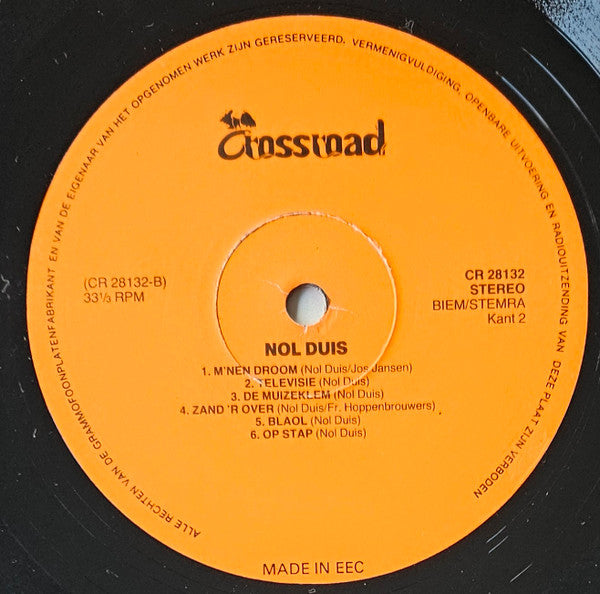 ALLE RECHTEN VAN DE GRAMMOFOONPLATENFABRIKANT EN VAN DE EIGENAAR VAN HET OPGENOMEN WERK ZIJN GERESERVEERD. VERMENIGVULDIGING, OPENBARE UITVOERING EN RADIOUITZENDING VAN DEZE PLAAT ZIJN VERBODEN
Crossroad
(CR 28132-B)
33⅓ RPM
CR 28132
STEREO
BIEM/STEMRA
Kant 2
NOL DUIS
1. M'NEN DROOM (Nol Duis/Jos Jansen)
2. TELEVISIE (Nol Duis)
3. DE MUIZEKLEM (Nol Duis)
4. ZAND 'R OVER (Nol Duis/Fr. Hoppenbrouwers)
5. BLAOL (Nol Duis)
6. OP STAP (Nol Duis)
MADE IN EEC